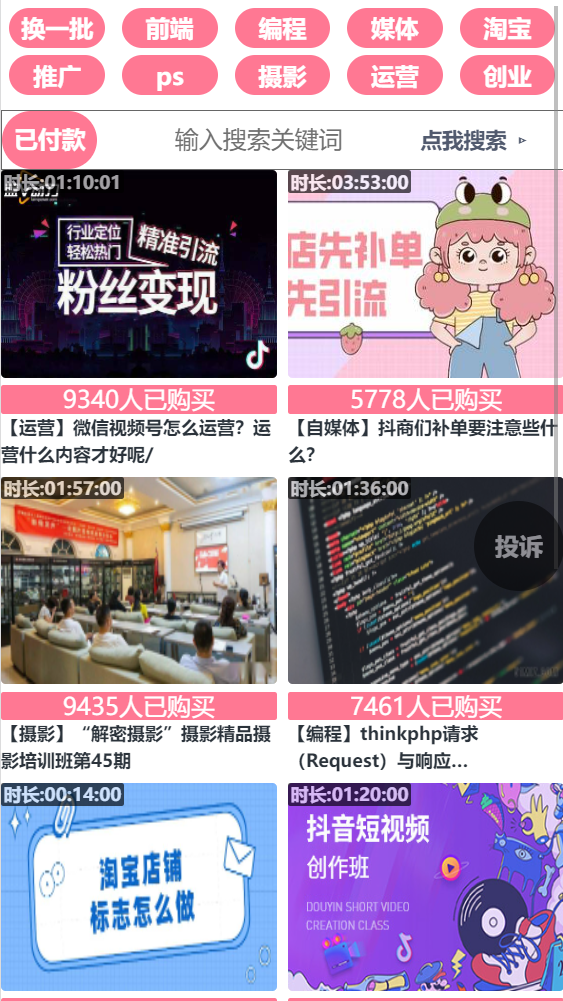 换一批
前端
编程
媒体
淘宝
推广
ps
摄影
运营
创业
已付款
输入搜索关键词
点我搜索
时长:01:10:01
行业定位
轻松热门
精准引流
粉丝变现
时长:03:53:00
店先补单
先引流
9340人已购买
5778人已购买
【运营】微信视频号怎么运营？运
营什么内容才好呢/
【自媒体】抖商们补单要注意些什
么？
时长:01:57:00
时长:01:36:00
投诉
9435人已购买
7461人已购买
【摄影】“解密摄影”摄影精品摄
影培训班第45期
【编程】thinkphp请求
（Request）与响应...
时长:00:14:00
淘宝店铺
标志怎么做
时长:01:20:00
抖音短视频
创作班
DOUYIN SHORT VIDEO
CREATION CLASS